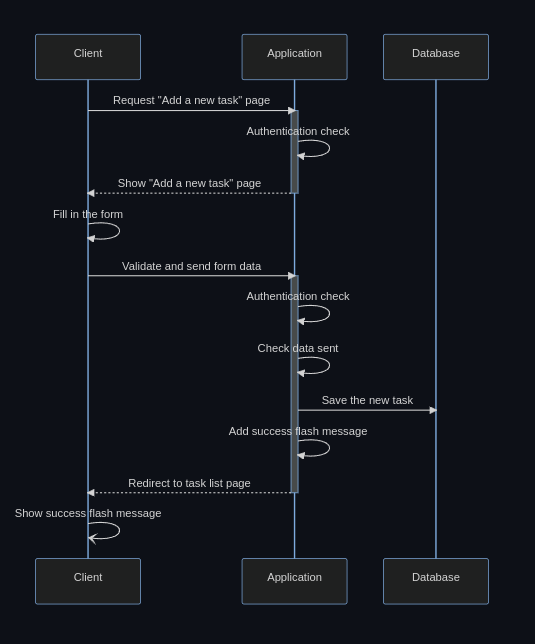 Client Application Database
Request "Add a new task" page
Authentication check
Show "Add a new task" page
Fill in the form
Validate and send form data
Authentication check
Check data sent
Save the new task
Add success flash message
Redirect to task list page
Show success flash message
Client Application Database